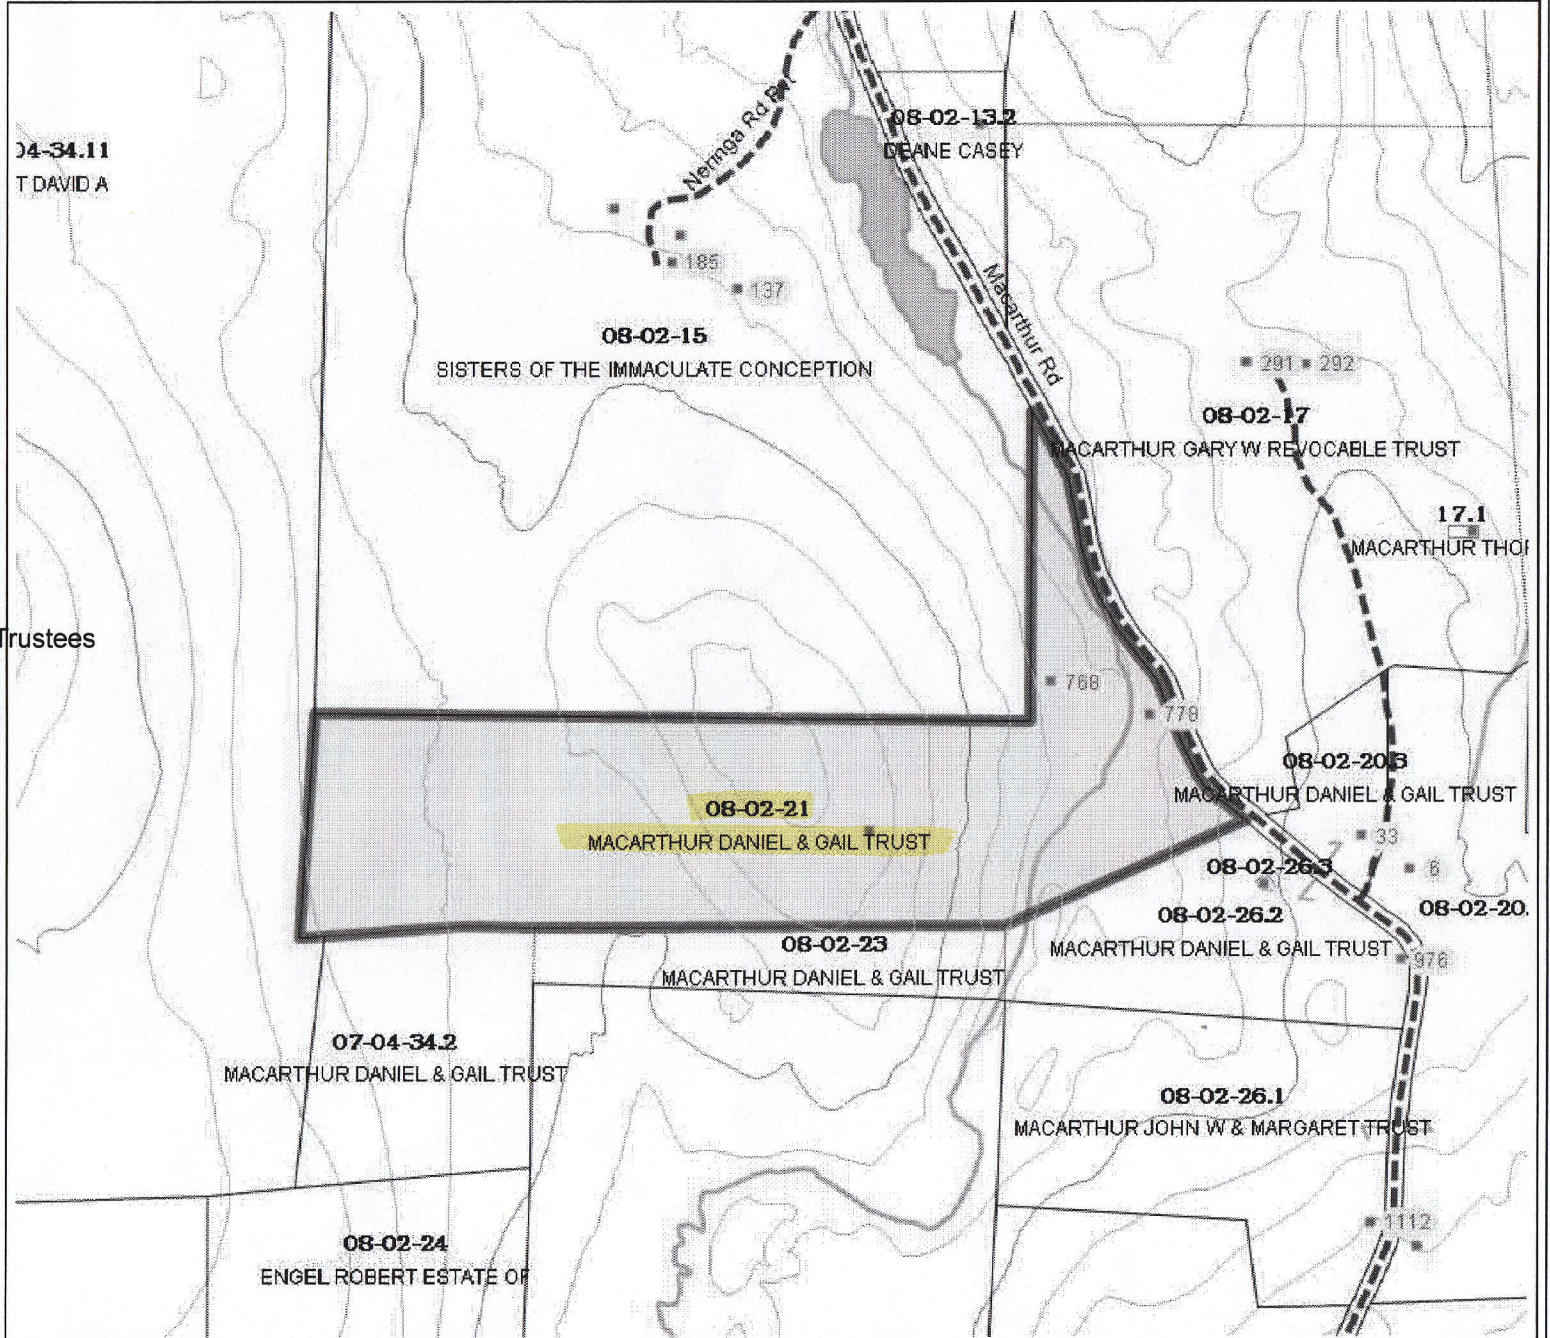 08-02-13.2
DEANE CASEY
04-34.11
T DAVID A
Neringa Rd Pvt
185
137
Macarthur Rd
08-02-15
SISTERS OF THE IMMACULATE CONCEPTION
291
292
08-02-17
MACARTHUR GARY W REVOCABLE TRUST
17.1
MACARTHUR THO
Trustees
768
778
08-02-20.3
MACARTHUR DANIEL & GAIL TRUST
08-02-21
MACARTHUR DANIEL & GAIL TRUST
33
6
08-02-26.3
08-02-20.
08-02-26.2
MACARTHUR DANIEL & GAIL TRUST
976
08-02-23
MACARTHUR DANIEL & GAIL TRUST
07-04-34.2
MACARTHUR DANIEL & GAIL TRUST
08-02-26.1
MACARTHUR JOHN W & MARGARET TRUST
1112
08-02-24
ENGEL ROBERT ESTATE OF